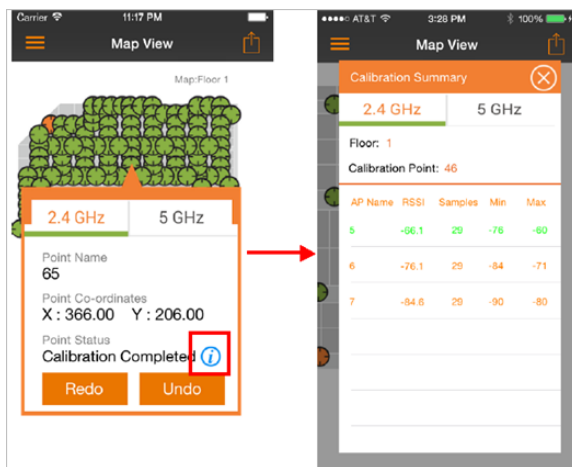 Carrier 11:17 PM
Map View
Map:Floor 1
2.4 GHz 5 GHz
Point Name
65
Point Co-ordinates
X : 366.00 Y : 206.00
Point Status
Calibration Completed i
Redo Undo
AT&T 3:28 PM 100%
Map View
Calibration Summary
2.4 GHz 5 GHz
Floor: 1
Calibration Point: 46
AP Name RSSI Samples Min Max
5 -66.1 29 -76 -60
6 -76.1 29 -84 -71
7 -84.6 29 -90 -80